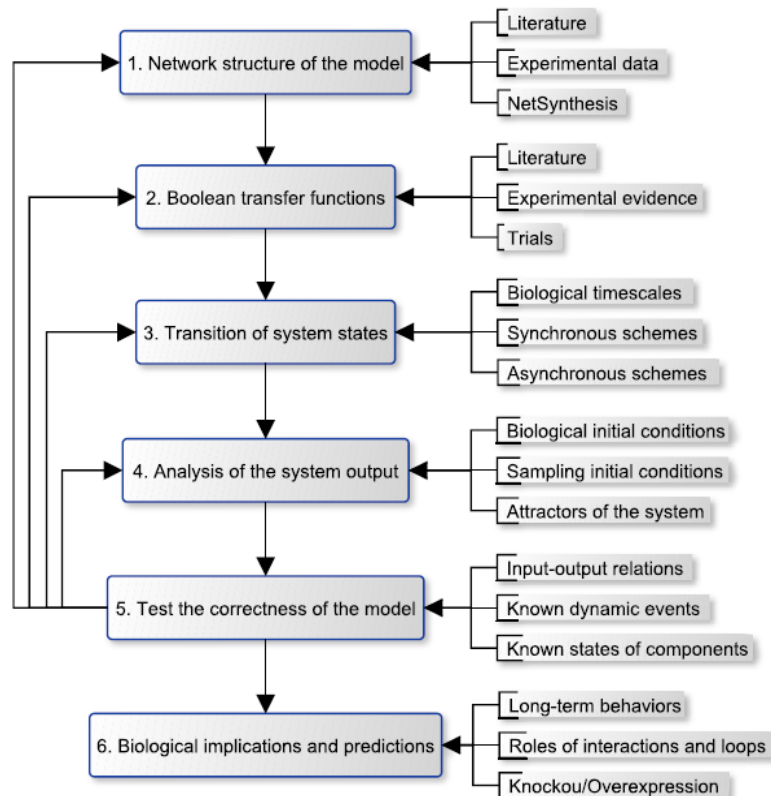 Literature
1. Network structure of the model
Experimental data
NetSynthesis
Literature
2. Boolean transfer functions
Experimental evidence
Trials
Biological timescales
3. Transition of system states
Synchronous schemes
Asynchronous schemes
Biological initial conditions
4. Analysis of the system output
Sampling initial conditions
Attractors of the system
Input-output relations
5. Test the correctness of the model
Known dynamic events
Known states of components
Long-term behaviors
6. Biological implications and predictions
Roles of interactions and loops
Knockou/Overexpression